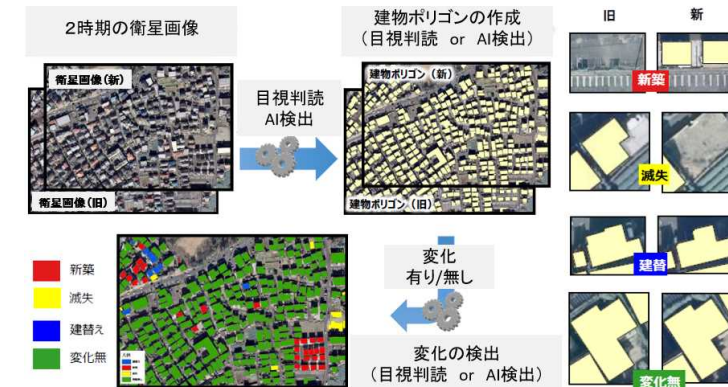 2時期の衛星画像
衛星画像(新)
衛星画像(旧)
目視判読
AI検出
建物ポリゴンの作成
(目視判読 or AI検出)
建物ポリゴン(新)
建物ポリゴン(旧)
旧 新
新築
滅失
建替
変化無
変化
有り/無し
変化の検出
(目視判読 or AI検出)
新築
滅失
建替え
変化無